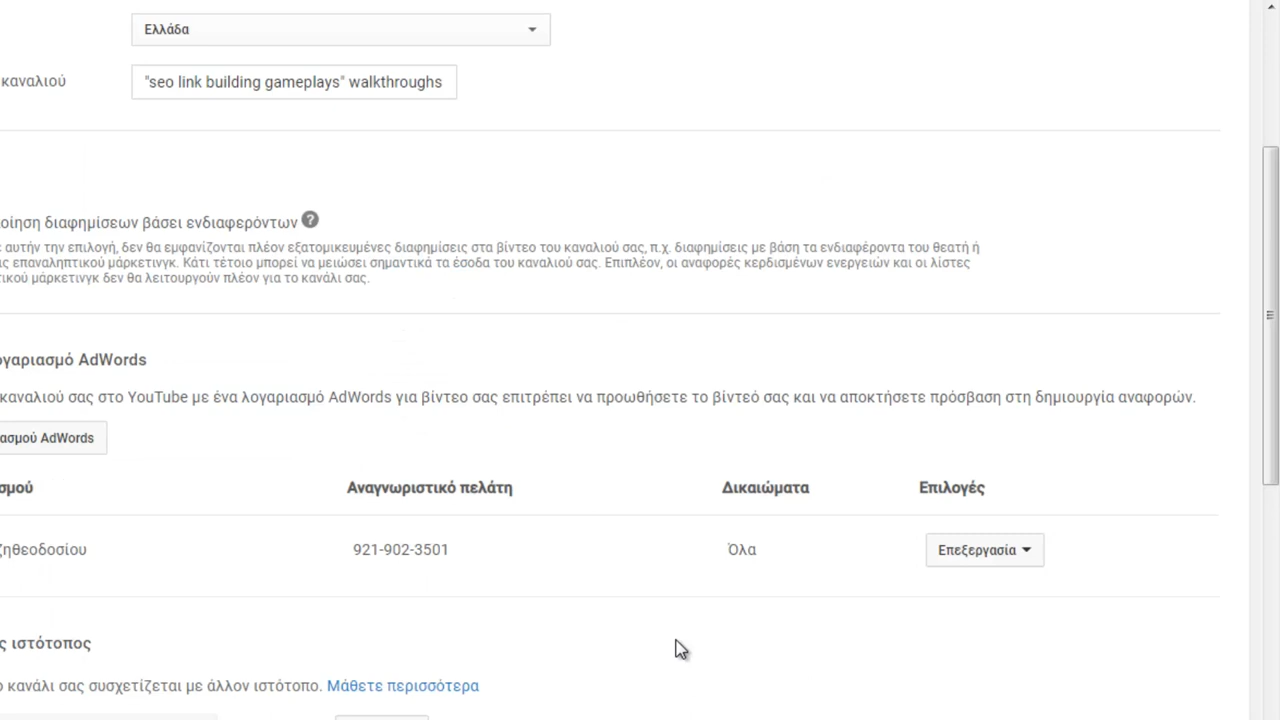 Ελλάδα
καναλιού
"seo link building gameplays" walkthroughs
οίηση διαφημίσεων βάσει ενδιαφερόντων ?
ε αυτήν την επιλογή, δεν θα εμφανίζονται πλέον εξατομικευμένες διαφημίσεις στα βίντεο του καναλιού σας, π.χ. διαφημίσεις με βάση τα ενδιαφέροντα του θεατή ή
ις επαναληπτικού μάρκετινγκ. Κάτι τέτοιο μπορεί να μειώσει σημαντικά τα έσοδα του καναλιού σας. Επιπλέον, οι αναφορές κερδισμένων ενεργειών και οι λίστες
τικού μάρκετινγκ δεν θα λειτουργούν πλέον για το κανάλι σας.
ογαριασμό AdWords
καναλιού σας στο YouTube με ένα λογαριασμό AdWords για βίντεο σας επιτρέπει να προωθήσετε το βίντεό σας και να αποκτήσετε πρόσβαση στη δημιουργία αναφορών.
ασμού AdWords
σμού Αναγνωριστικό πελάτη Δικαιώματα Επιλογές
ζηθεοδοσίου 921-902-3501 Όλα Επεξεργασία
ς ιστότοπος
ο κανάλι σας συσχετίζεται με άλλον ιστότοπο. Μάθετε περισσότερα